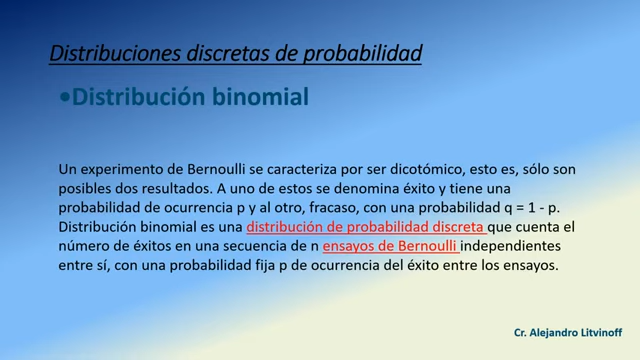 Distribuciones discretas de probabilidad
•Distribución binomial
Un experimento de Bernoulli se caracteriza por ser dicotómico, esto es, sólo son
posibles dos resultados. A uno de estos se denomina éxito y tiene una
probabilidad de ocurrencia p y al otro, fracaso, con una probabilidad q = 1 - p.
Distribución binomial es una distribución de probabilidad discreta que cuenta el
número de éxitos en una secuencia de n ensayos de Bernoulli independientes
entre sí, con una probabilidad fija p de ocurrencia del éxito entre los ensayos.
Cr. Alejandro Litvinoff